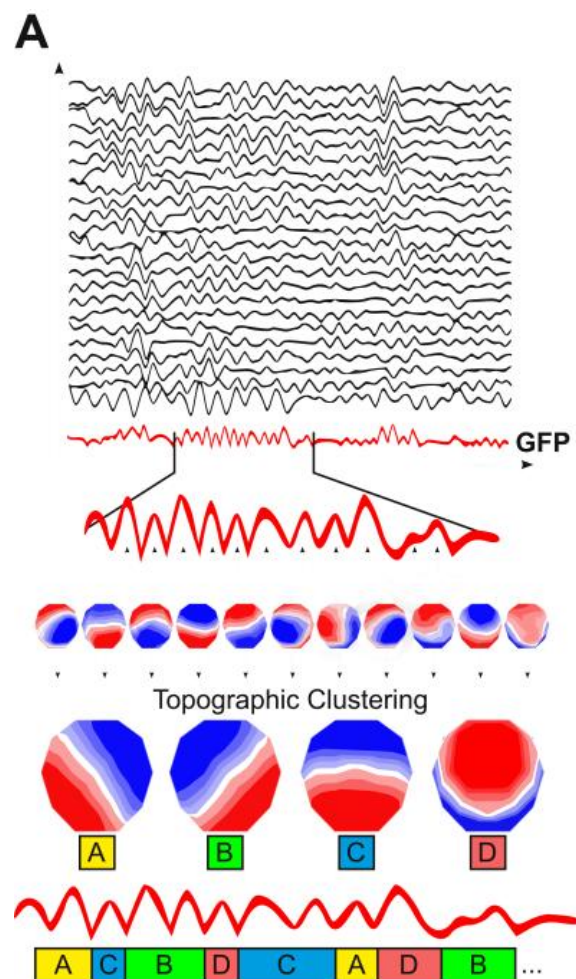 A
GFP
Topographic Clustering
A B C D
A C B D C A D B ...